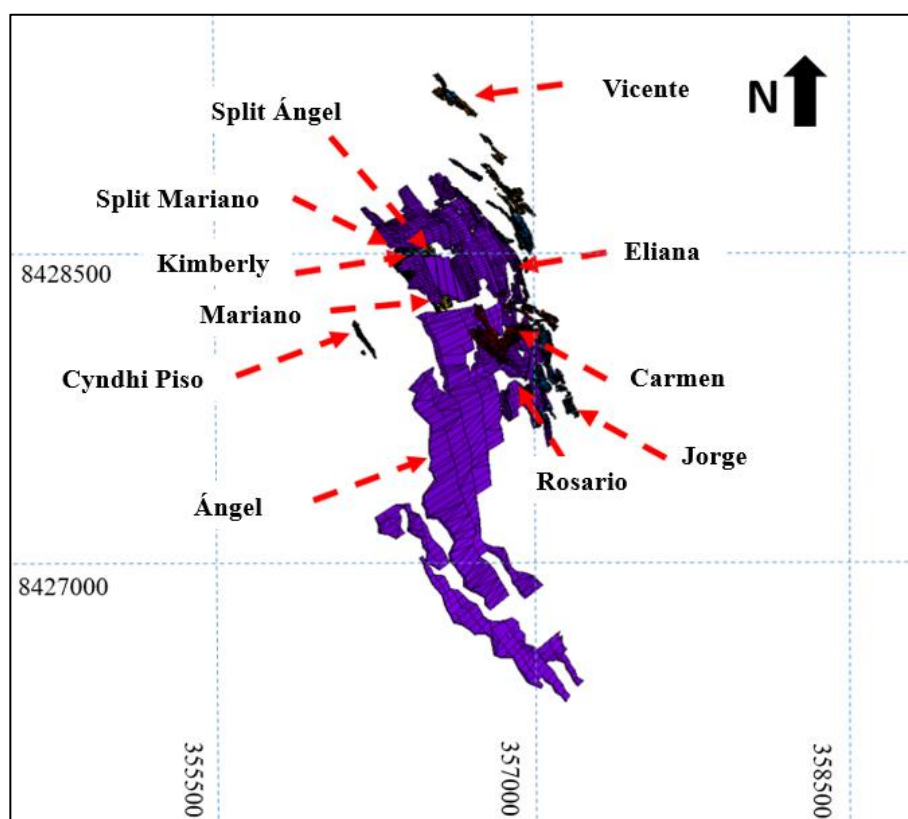 Vicente
N
Split Ángel
Split Mariano
Eliana
Kimberly
8428500
Mariano
Cyndhi Piso
Carmen
Jorge
Rosario
Ángel
8427000
355500
357000
358500